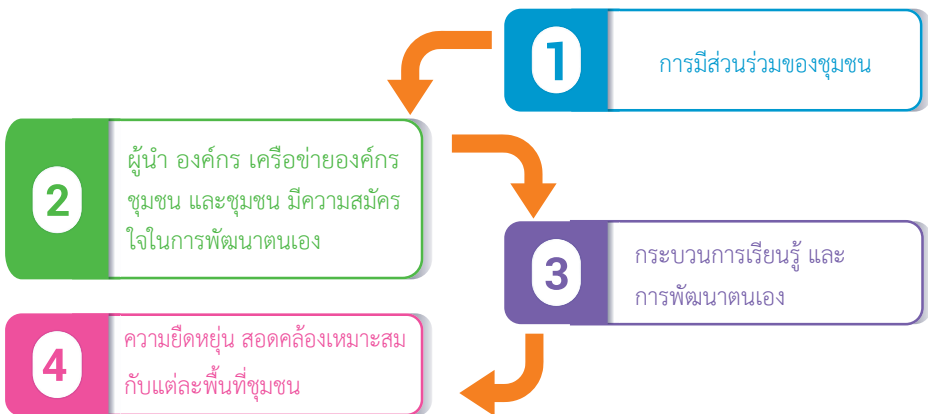 1
การมีส่วนร่วมของชุมชน
2
ผู้นำ องค์กร เครือข่ายองค์กร
ชุมชน และชุมชน มีความสมัคร
ใจในการพัฒนาตนเอง
3
กระบวนการเรียนรู้ และ
การพัฒนาตนเอง
4
ความยืดหยุ่น สอดคล้องเหมาะสม
กับแต่ละพื้นที่ชุมชน